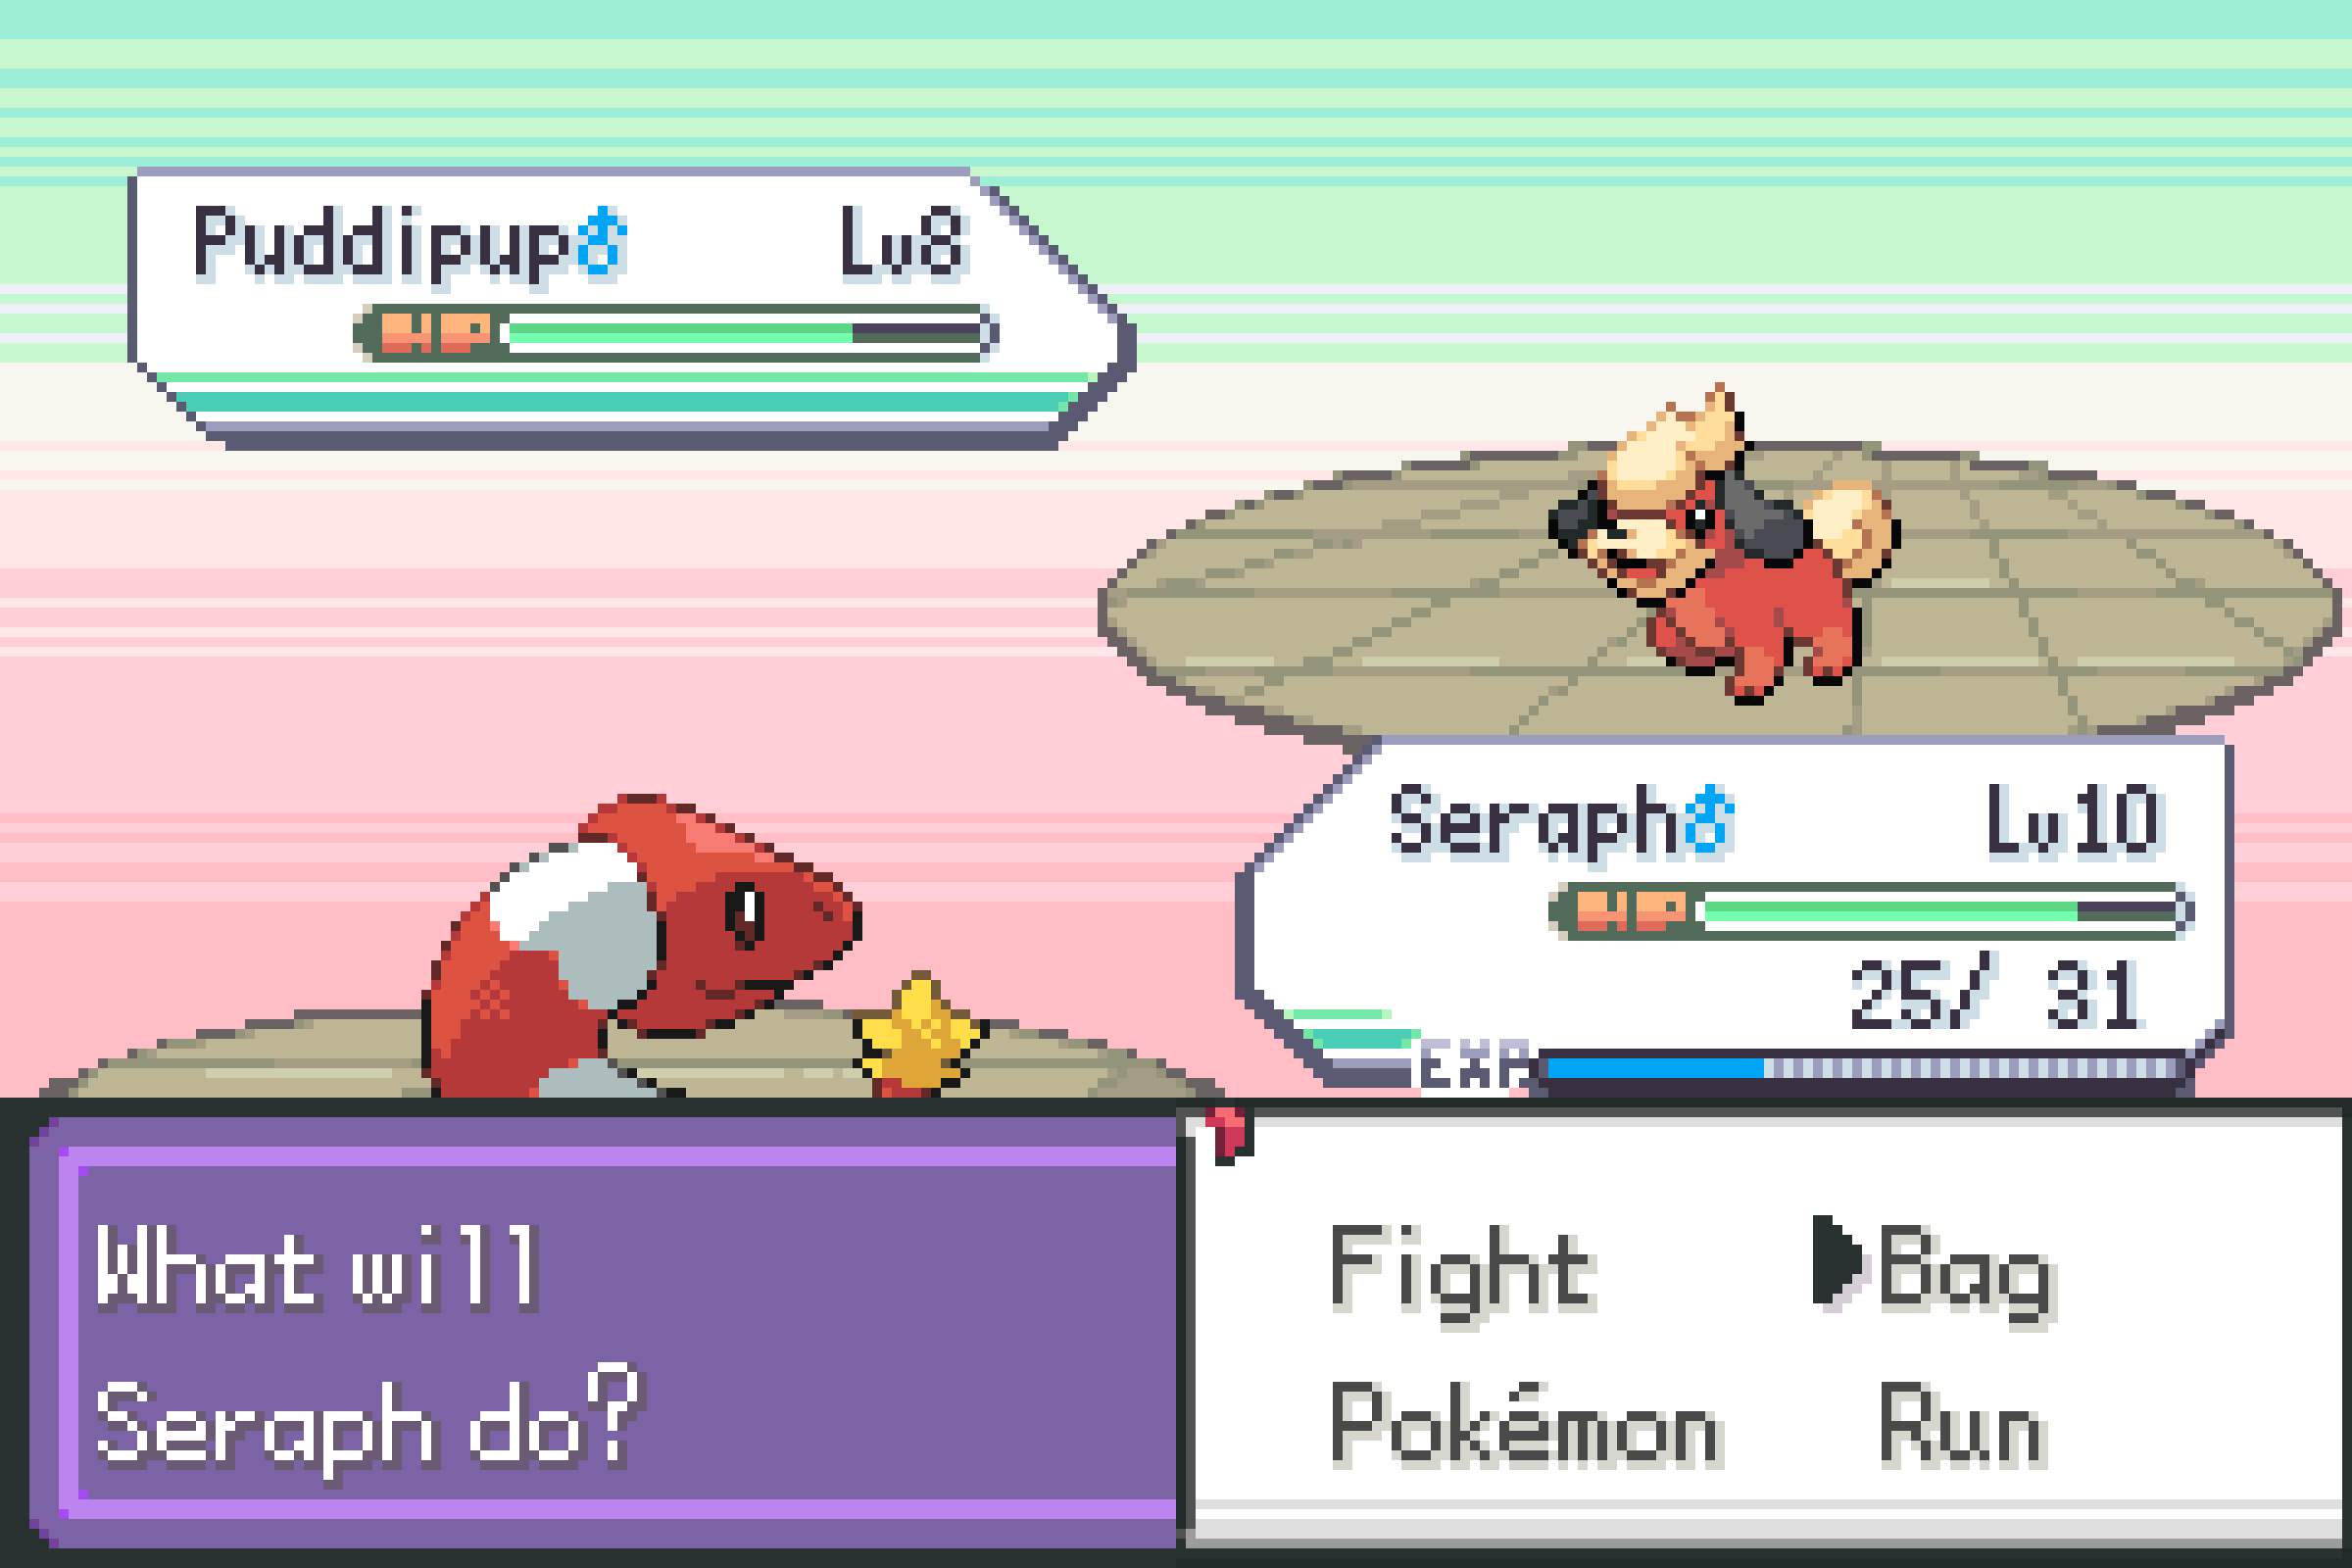 Puddipup♂ Lv8
HP
Seraph♂ Lv10
HP
25/ 31
EXP
What will
Seraph do?
Fight Bag
Pokémon Run